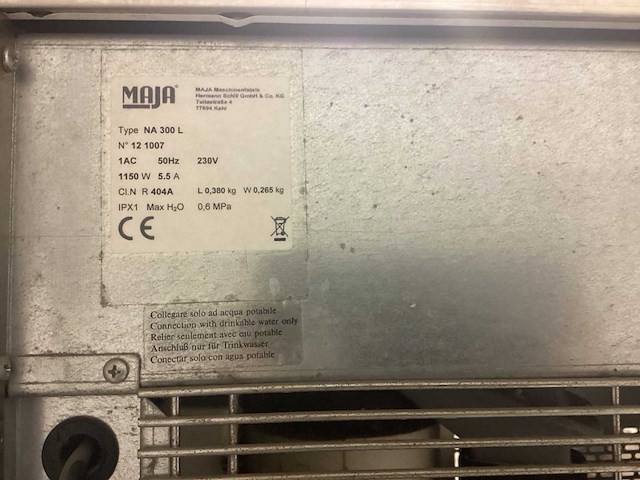 MAJA®
MAJA Maschinenfabrik
Hermann Schill GmbH & Co. KG
Tullastraße 4
77694 Kehl
Type NA 300 L
N° 12 1007
1AC 50Hz 230V
1150 W 5.5 A
Cl.N R 404A L 0,380 kg W 0,265 kg
IPX1 Max H₂O 0,6 MPa
CE
Collegare solo ad acqua potabile
Connection with drinkable water only
Relier seulement avec eau potable
Anschluß nur für Trinkwasser
Conectar solo con agua potable